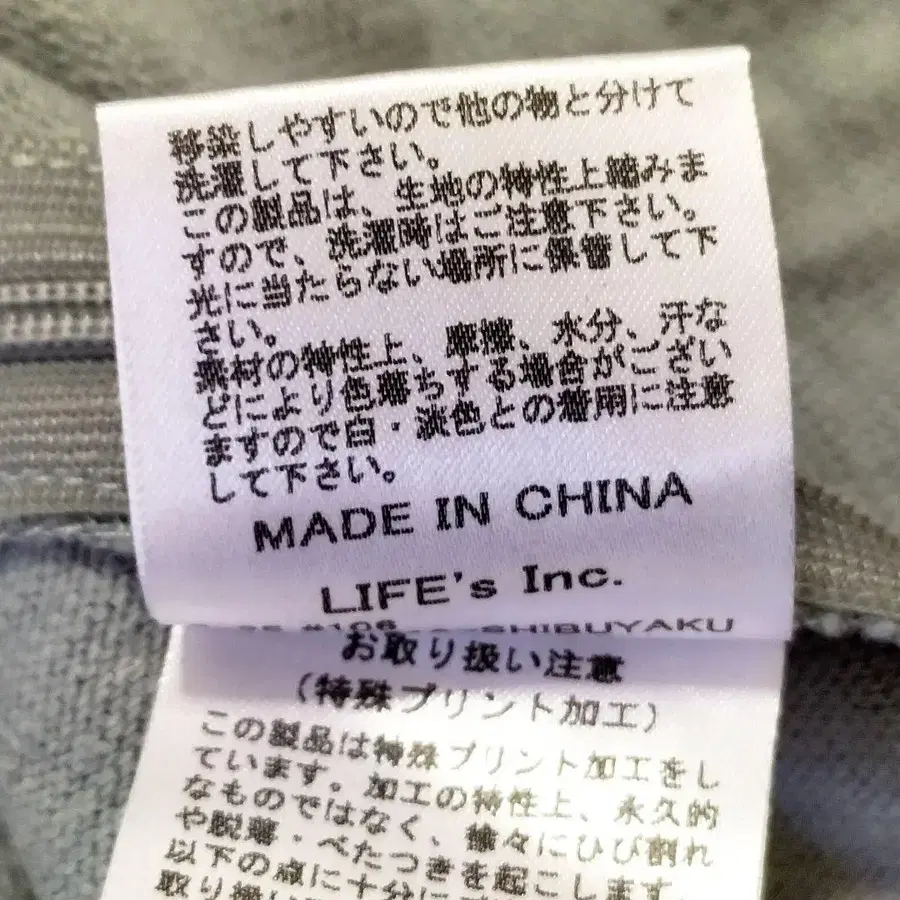 移染しやすいので他の物と分けて
洗濯して下さい。
この製品は、生地の特性上縮みま
すので、洗濯時はご注意下さい。
光に当たらない場所に保管して下
さい。
素材の特性上、摩擦、水分、汗な
どにより色落ちする場合がござい
ますので白・淡色との着用に注意
して下さい。
MADE IN CHINA
LIFE's Inc.
#106 SHIBUYAKU
お取り扱い注意
(特殊プリント加工)
この製品は特殊プリント加工をし
ています。加工の特性上、永久的
なものではなく、徐々にひび割れ
や脱落・べたつきを起こします
以下の点に十分に
取り扱い